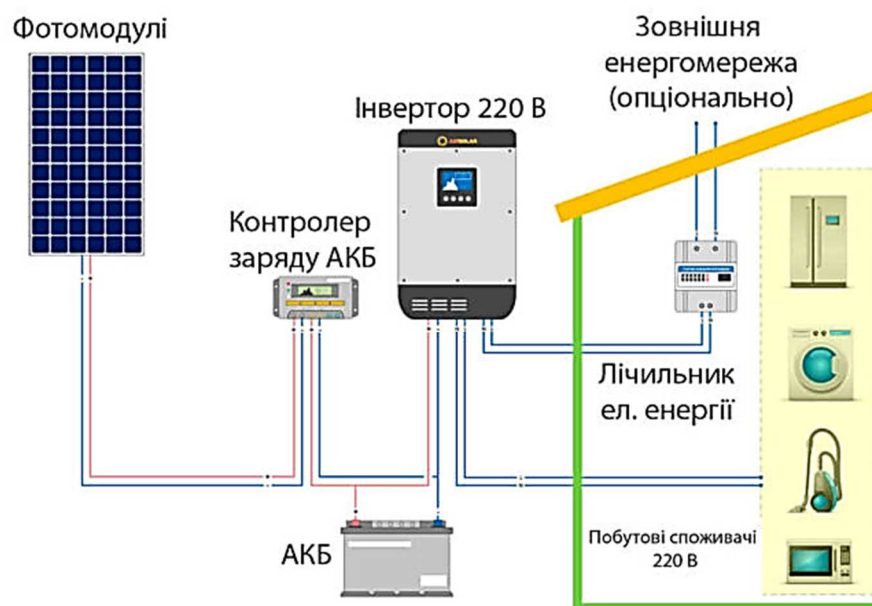 Фотомодулі
Зовнішня
енергомережа
(опціонально)
Інвертор 220 В
Контролер
заряду АКБ
Лічильник
ел. енергії
АКБ
Побутові споживачі
220 В